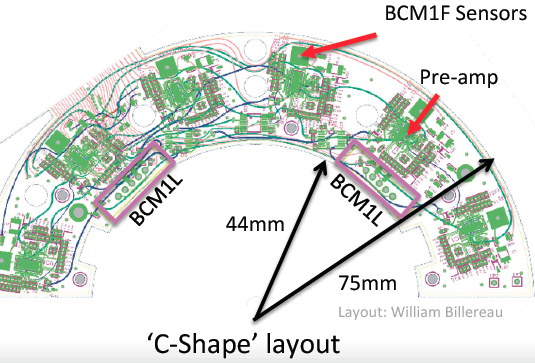 BCM1F Sensors
Pre-amp
BCM1L
BCM1L
44mm
75mm
Layout: William Billereau
'C-Shape' layout